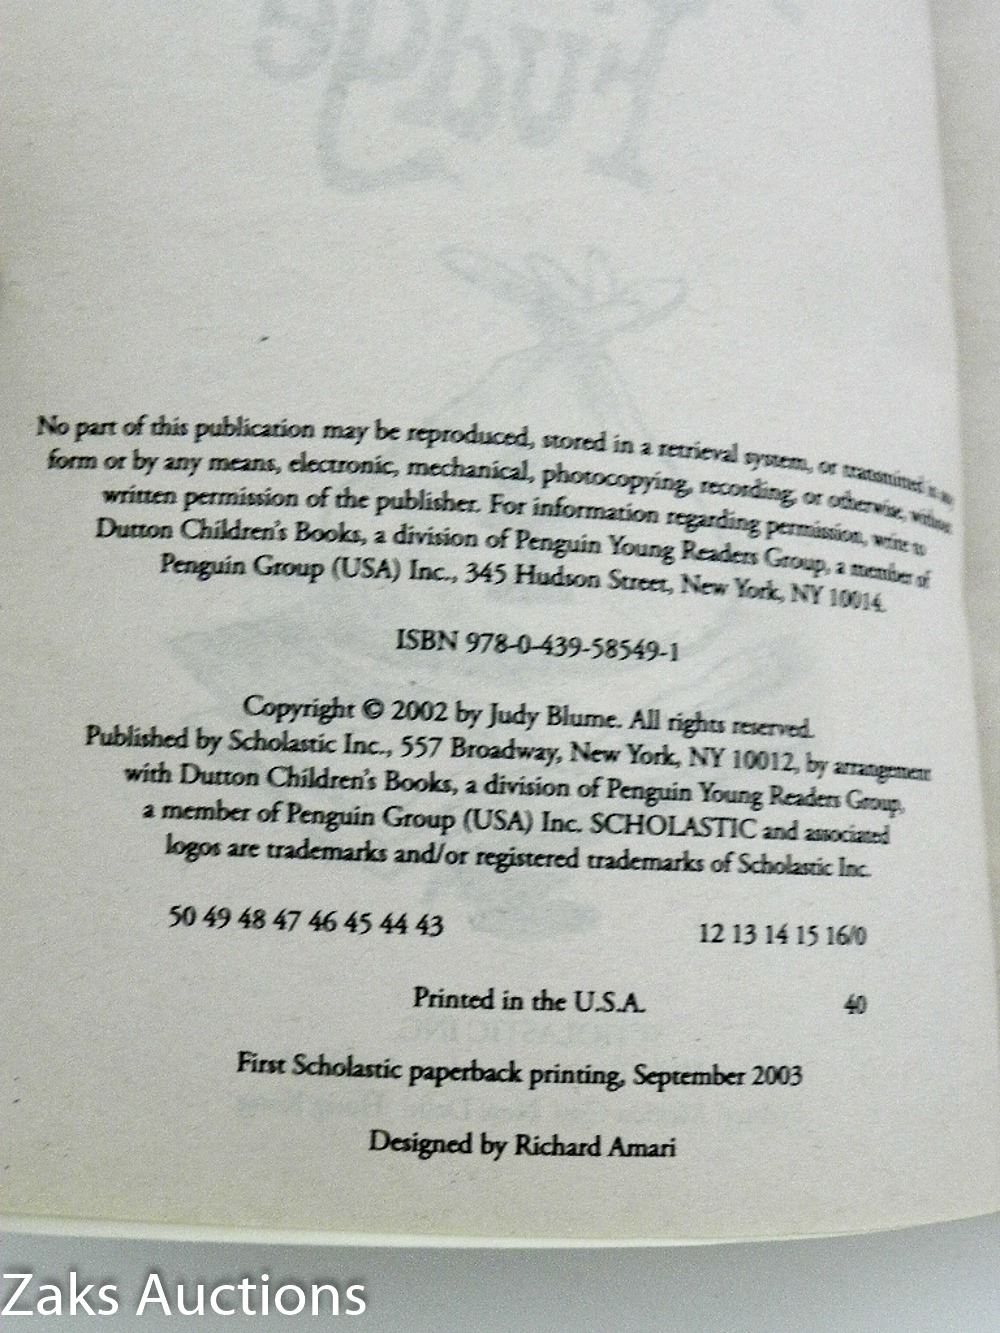 No part of this publication may be reproduced, stored in a retrieval system, or transmitted in any
form or by any means, electronic, mechanical, photocopying, recording, or otherwise, without
written permission of the publisher. For information regarding permission, write to
Dutton Children's Books, a division of Penguin Young Readers Group, a member of
Penguin Group (USA) Inc., 345 Hudson Street, New York, NY 10014.
ISBN 978-0-439-58549-1
Copyright © 2002 by Judy Blume. All rights reserved.
Published by Scholastic Inc., 557 Broadway, New York, NY 10012, by arrangement
with Dutton Children's Books, a division of Penguin Young Readers Group,
a member of Penguin Group (USA) Inc. SCHOLASTIC and associated
logos are trademarks and/or registered trademarks of Scholastic Inc.
50 49 48 47 46 45 44 43 12 13 14 15 16/0
Printed in the U.S.A. 40
First Scholastic paperback printing, September 2003
Designed by Richard Amari
Zaks Auctions